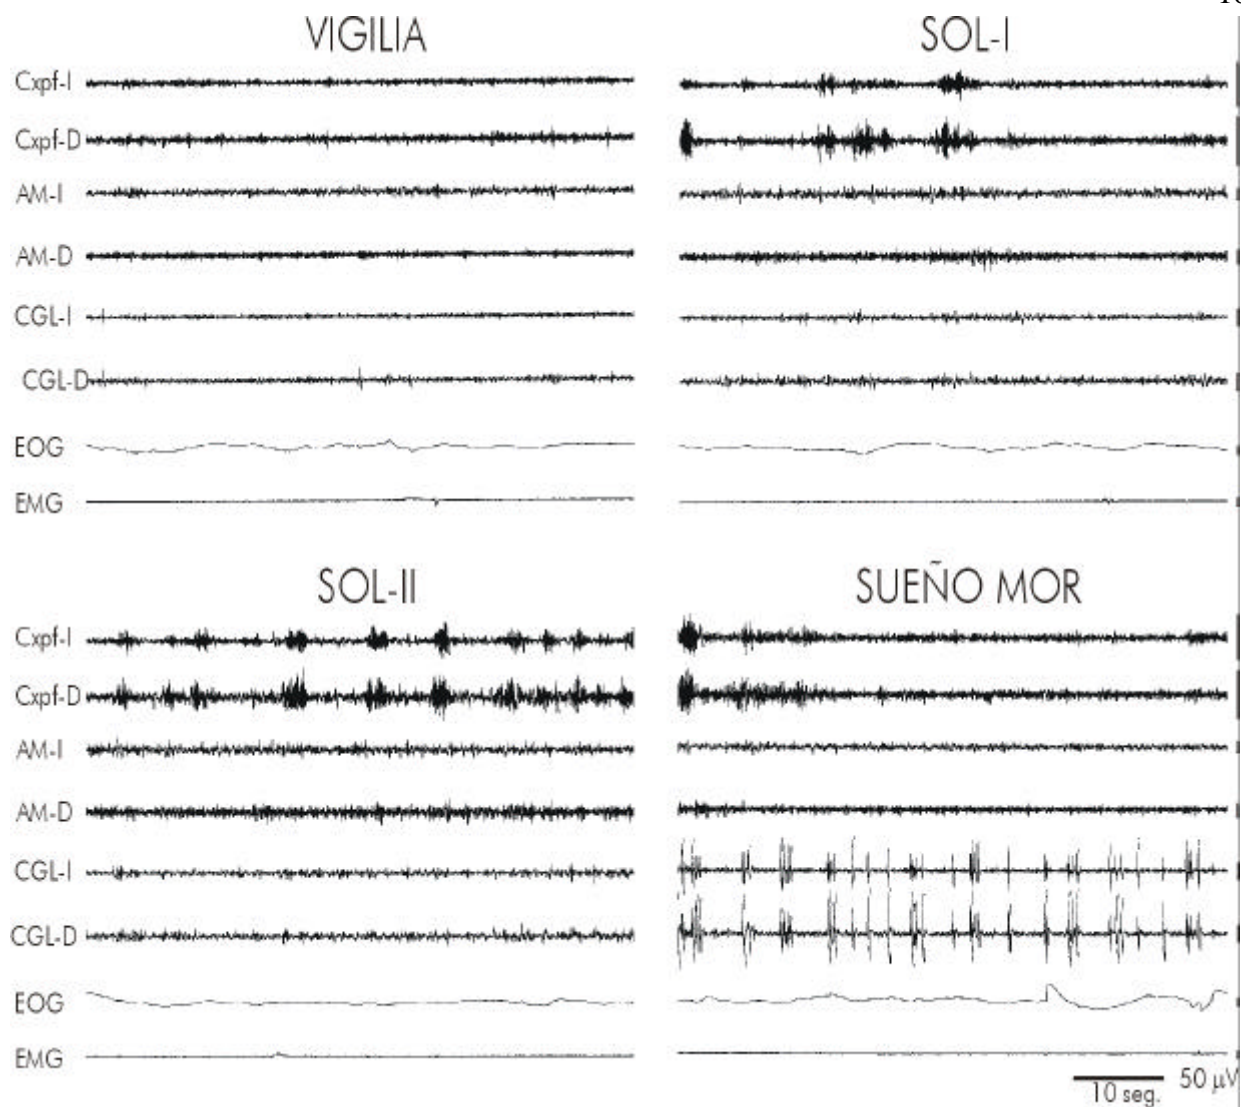 VIGILIA
Cxpf-I
Cxpf-D
AM-I
AM-D
CGL-I
CGL-D
EOG
EMG
SOL-I
SOL-II
Cxpf-I
Cxpf-D
AM-I
AM-D
CGL-I
CGL-D
EOG
EMG
SUEÑO MOR
10 seg.
50 µV